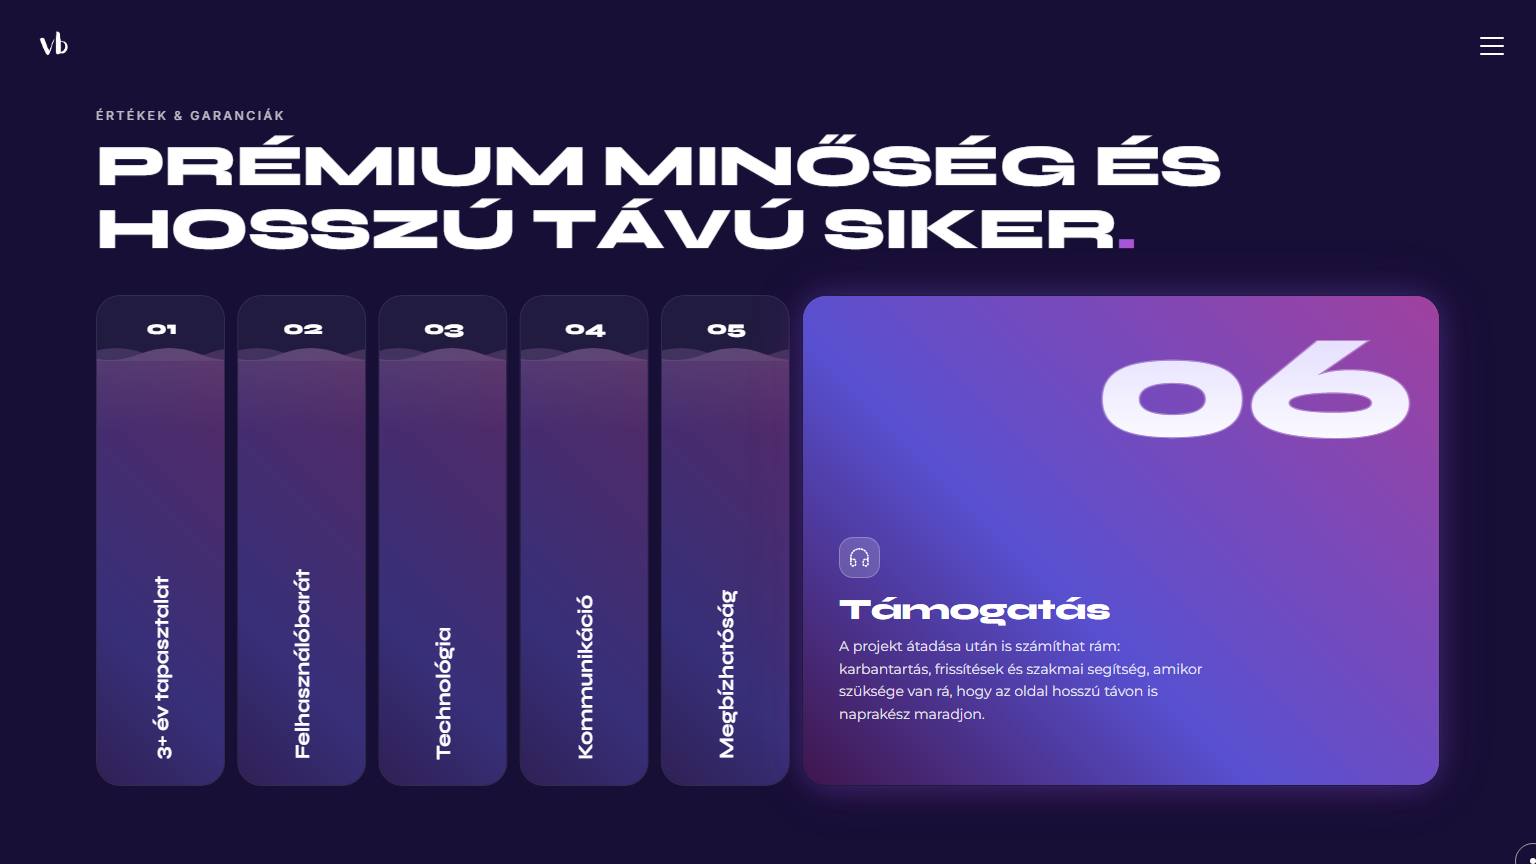 vb
ÉRTÉKEK & GARANCIÁK
PRÉMIUM MINŐSÉG ÉS
HOSSZÚ TÁVÚ SIKER.
01
3+ év tapasztalat
02
Felhasználóbarát
03
Technológia
04
Kommunikáció
05
Megbízhatóság
06
Támogatás
A projekt átadása után is számíthat rám:
karbantartás, frissítések és szakmai segítség, amikor
szüksége van rá, hogy az oldal hosszú távon is
naprakész maradjon.